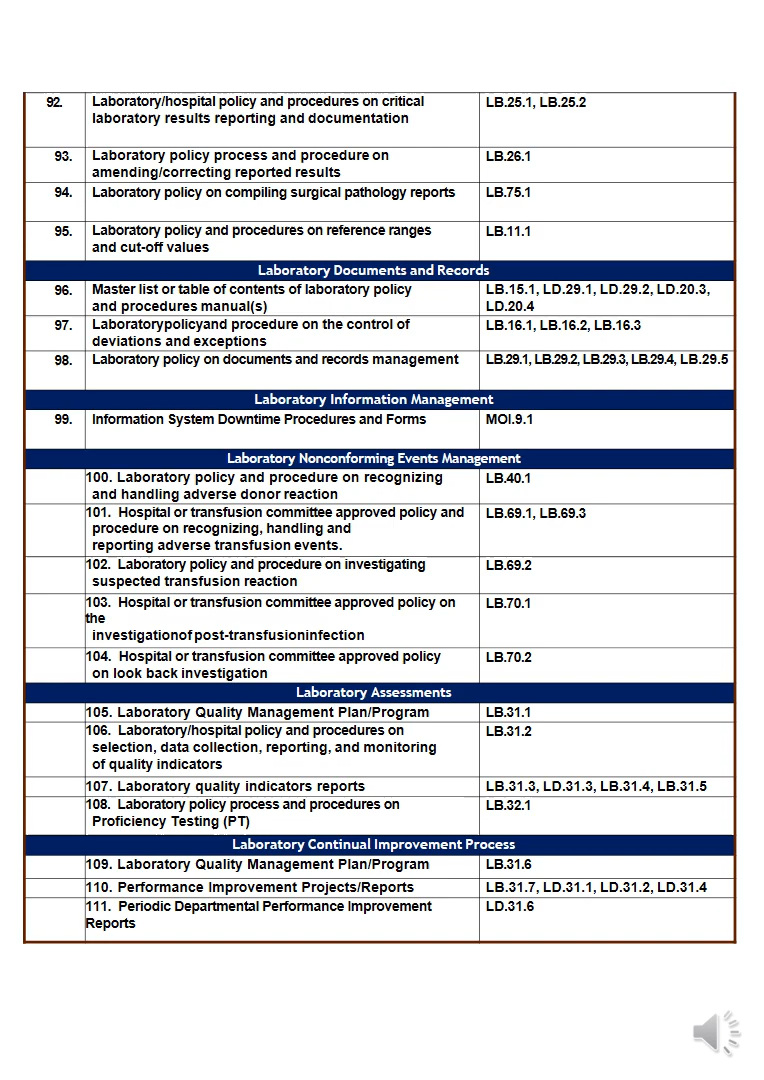 92. Laboratory/hospital policy and procedures on critical LB.25.1, LB.25.2
laboratory results reporting and documentation
93. Laboratory policy process and procedure on LB.26.1
amending/correcting reported results
94. Laboratory policy on compiling surgical pathology reports LB.75.1
95. Laboratory policy and procedures on reference ranges LB.11.1
and cut-off values
Laboratory Documents and Records
96. Master list or table of contents of laboratory policy LB.15.1, LD.29.1, LD.29.2, LD.20.3,
and procedures manual(s) LD.20.4
97. Laboratorypolicyand procedure on the control of LB.16.1, LB.16.2, LB.16.3
deviations and exceptions
98. Laboratory policy on documents and records management LB.29.1, LB.29.2, LB.29.3, LB.29.4, LB.29.5
Laboratory Information Management
99. Information System Downtime Procedures and Forms MOI.9.1
Laboratory Nonconforming Events Management
100. Laboratory policy and procedure on recognizing LB.40.1
and handling adverse donor reaction
101. Hospital or transfusion committee approved policy and LB.69.1, LB.69.3
procedure on recognizing, handling and
reporting adverse transfusion events.
102. Laboratory policy and procedure on investigating LB.69.2
suspected transfusion reaction
103. Hospital or transfusion committee approved policy on LB.70.1
the
investigationofpost-transfusioninfection
104. Hospital or transfusion committee approved policy LB.70.2
on look back investigation
Laboratory Assessments
105. Laboratory Quality Management Plan/Program LB.31.1
106. Laboratory/hospital policy and procedures on LB.31.2
selection, data collection, reporting, and monitoring
of quality indicators
107. Laboratory quality indicators reports LB.31.3, LD.31.3, LB.31.4, LB.31.5
108. Laboratory policy process and procedures on LB.32.1
Proficiency Testing (PT)
Laboratory Continual Improvement Process
109. Laboratory Quality Management Plan/Program LB.31.6
110. Performance Improvement Projects/Reports LB.31.7, LD.31.1, LD.31.2, LD.31.4
111. Periodic Departmental Performance Improvement LD.31.6
Reports